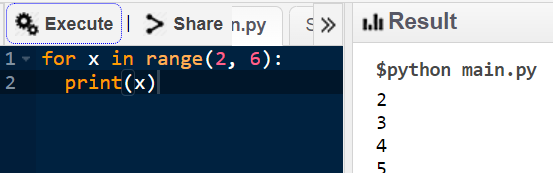 Execute | Share n.py S »
Result
1 for x in range(2, 6):
2 print(x)
$python main.py
2
3
4
5